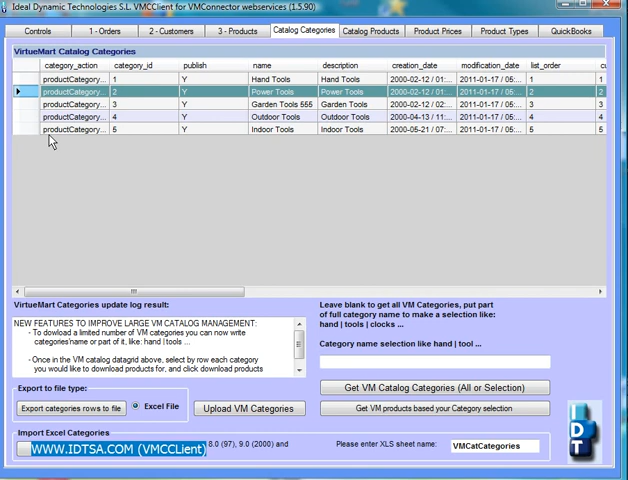 Ideal Dynamic Technologies S.L. VMCClient for VMConnector webservices (1.5.90)
Controls 1 - Orders 2 - Customers 3 - Products Catalog Categories Catalog Products Product Prices Product Types QuickBooks
VirtueMart Catalog Categories
category_action category_id publish name description creation_date modification_date list_order
productCategory... 1 Y Hand Tools Hand Tools 2000-02-12 / 01:... 2011-01-17 / 05:... 1 1
productCategory... 2 Y Power Tools Power Tools 2000-02-12 / 01:... 2011-01-17 / 05:... 2 2
productCategory... 3 Y Garden Tools 555 Garden Tools 2000-02-12 / 02:... 2011-01-17 / 05:... 3 3
productCategory... 4 Y Outdoor Tools Outdoor Tools 2000-04-13 / 11:... 2011-01-17 / 05:... 4 4
productCategory... 5 Y Indoor Tools Indoor Tools 2000-05-21 / 07:... 2011-01-17 / 05:... 5 5
VirtueMart Categories update log result:
NEW FEATURES TO IMPROVE LARGE VM CATALOG MANAGEMENT:
- To dowload a limited number of VM categories you can now write
categories'name or part of it, like: hand | tools ...
- Once in the VM catalog datagrid above, select by row each category
you would like to download products for, and click download products
Leave blank to get all VM Categories, put part
of full category name to make a selection like:
hand | tools | clocks ...
Category name selection like hand | tool ...
Get VM Catalog Categories (All or Selection)
Get VM products based your Category selection
Export to file type:
Export categories rows to file Excel File Upload VM Categories
Import Excel Categories
WWW.IDTSA.COM (VMCCLient) 8.0 (97), 9.0 (2000) and
Please enter XLS sheet name: VMCatCategories
IDT